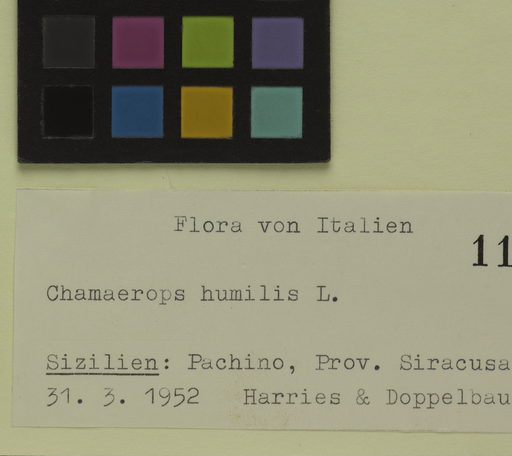 Flora von Italien
11
Chamaerops humilis L.
Sizilien: Pachino, Prov. Siracusa
31. 3. 1952 Harries & Doppelbau